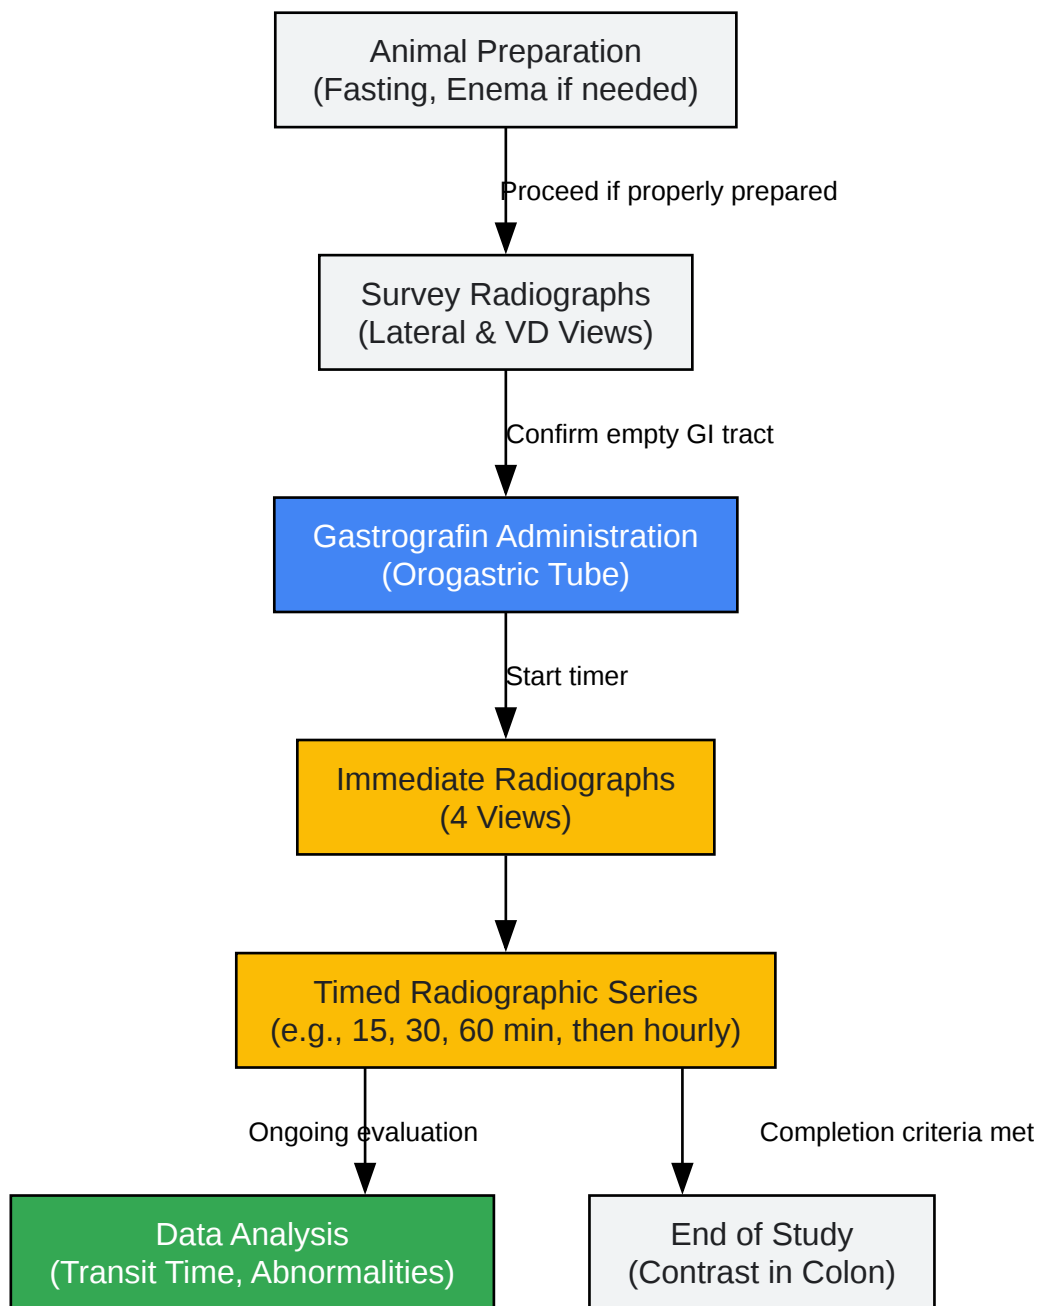 Animal Preparation
(Fasting, Enema if needed)
Proceed if properly prepared
Survey Radiographs
(Lateral & VD Views)
Confirm empty GI tract
Gastrografin Administration
(Orogastric Tube)
Start timer
Immediate Radiographs
(4 Views)
Timed Radiographic Series
(e.g., 15, 30, 60 min, then hourly)
Ongoing evaluation
Completion criteria met
Data Analysis
(Transit Time, Abnormalities)
End of Study
(Contrast in Colon)